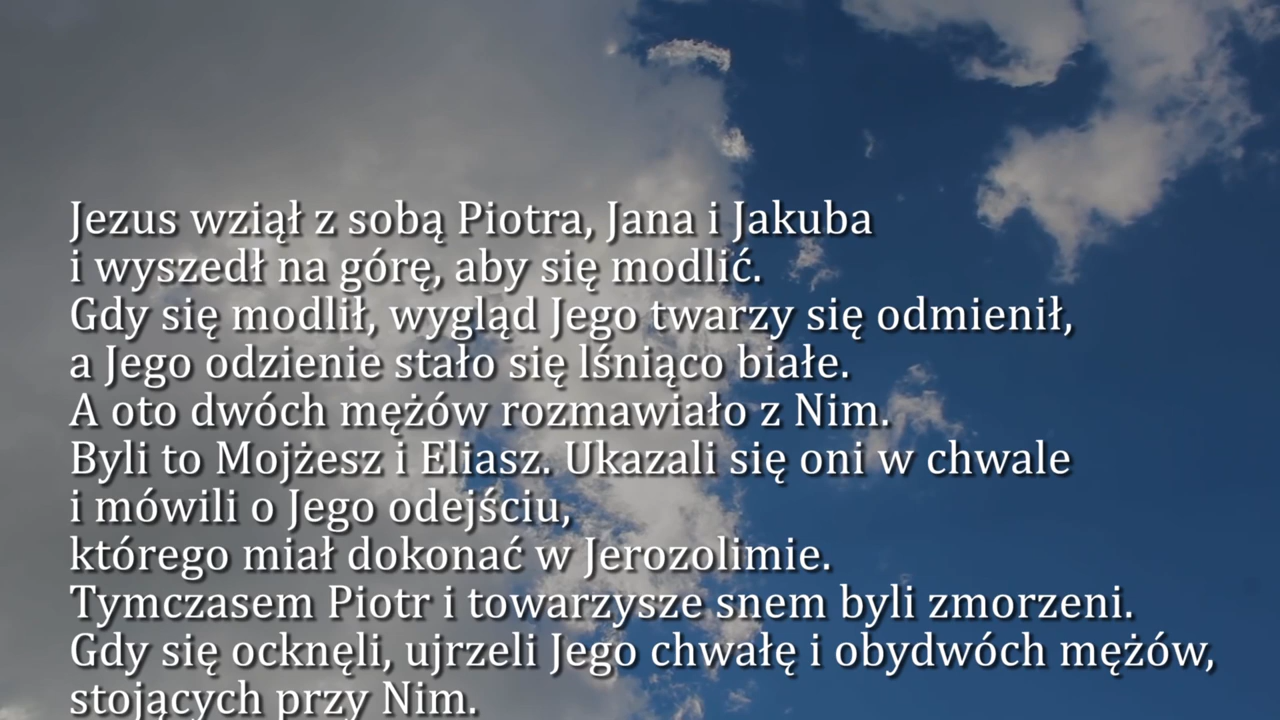 Jezus wziął z sobą Piotra, Jana i Jakuba
i wyszedł na górę, aby się modlić.
Gdy się modlił, wygląd Jego twarzy się odmienił,
a Jego odzienie stało się lśniąco białe.
A oto dwóch mężów rozmawiało z Nim.
Byli to Mojżesz i Eliasz. Ukazali się oni w chwale
i mówili o Jego odejściu,
którego miał dokonać w Jerozolimie.
Tymczasem Piotr i towarzysze snem byli zmorzeni.
Gdy się ocknęli, ujrzeli Jego chwałę i obydwóch mężów,
stojących przy Nim.